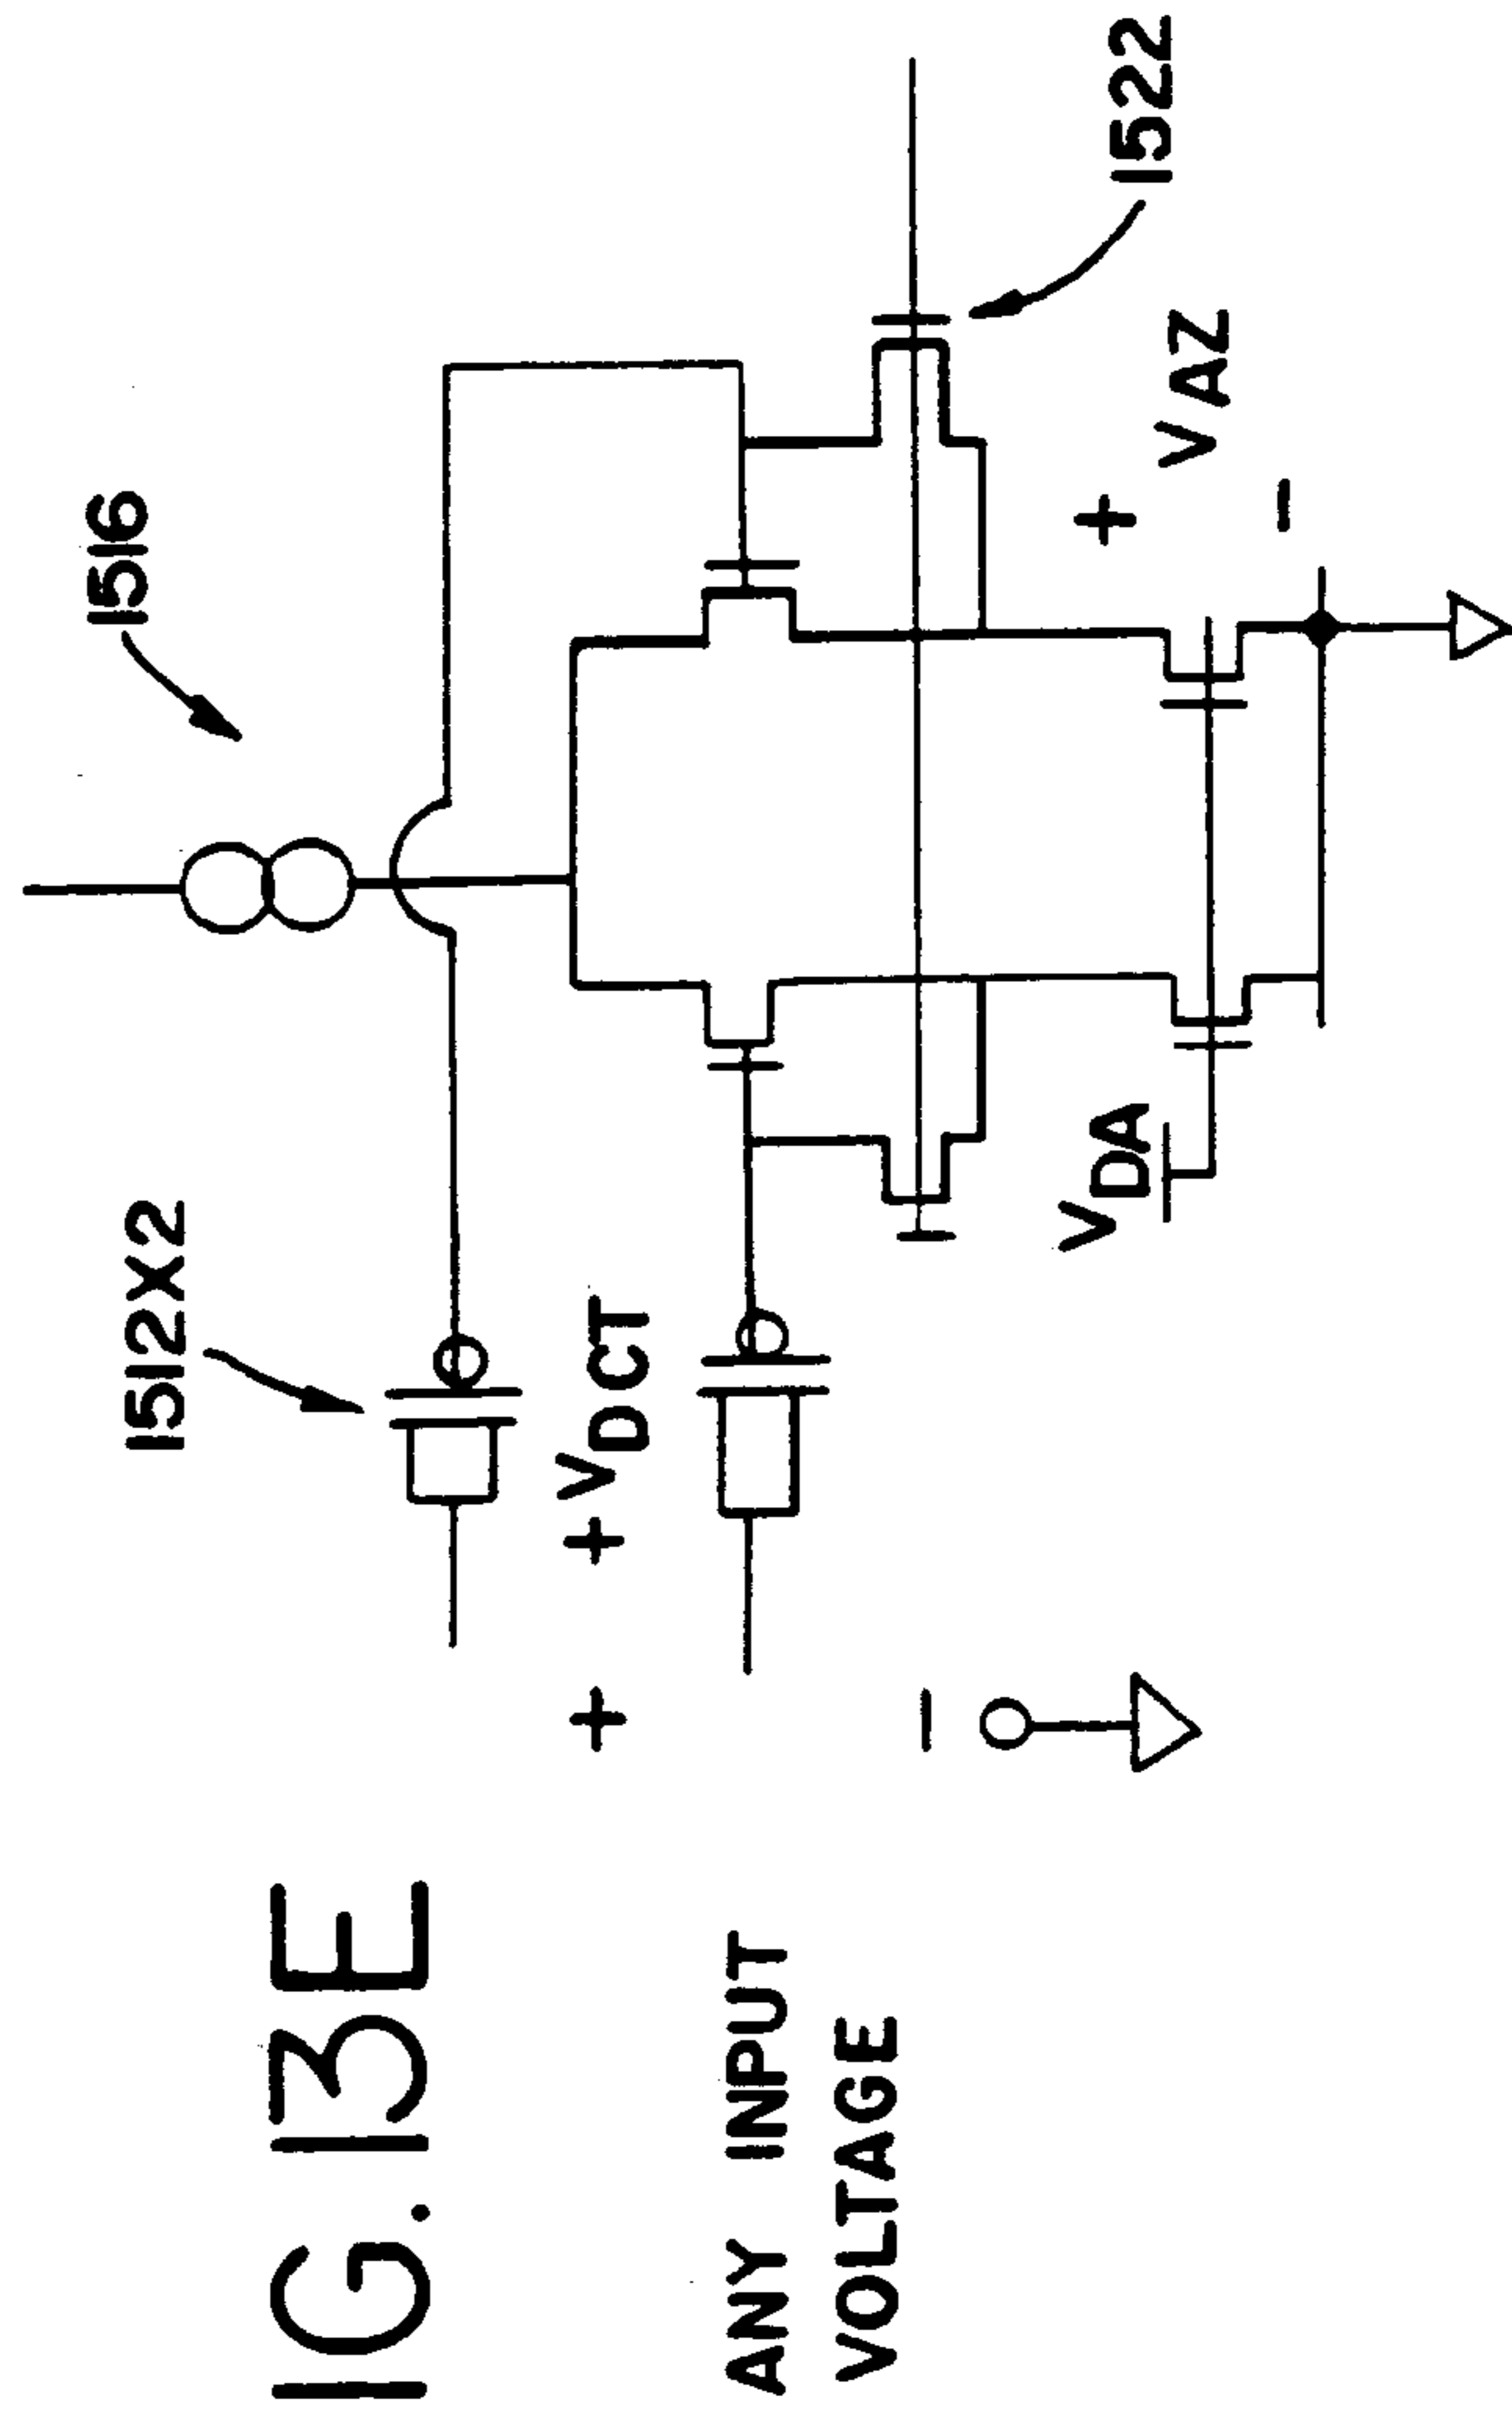 IG. 13E
1516
1512X2
+ VDCT
+
-
ANY INPUT
VOLTAGE
VDA
+
VAZ
-
1522